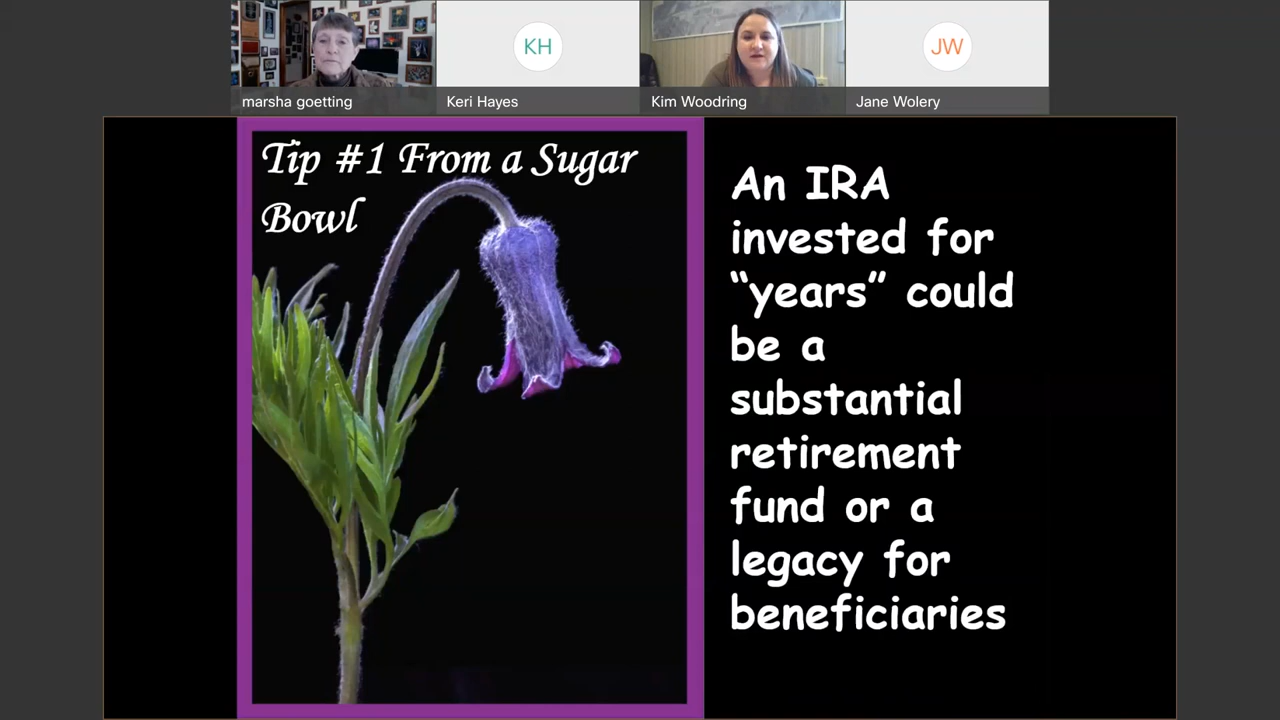 KH
JW
marsha goetting
Keri Hayes
Kim Woodring
Jane Wolery
Tip #1 From a Sugar
Bowl
An IRA
invested for
“years” could
be a
substantial
retirement
fund or a
legacy for
beneficiaries